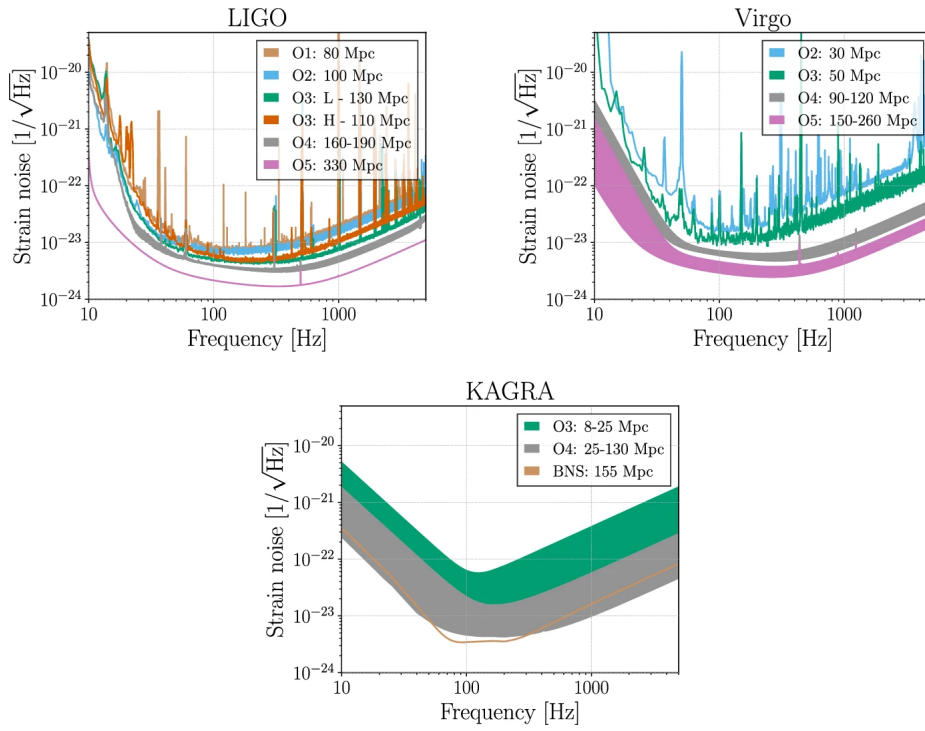 LIGO
Strain noise [1/√Hz]
10⁻²⁰
10⁻²¹
10⁻²²
10⁻²³
10⁻²⁴
O1: 80 Mpc
O2: 100 Mpc
O3: L - 130 Mpc
O3: H - 110 Mpc
O4: 160-190 Mpc
O5: 330 Mpc
10 100 1000
Frequency [Hz]
Virgo
Strain noise [1/√Hz]
10⁻²⁰
10⁻²¹
10⁻²²
10⁻²³
10⁻²⁴
O2: 30 Mpc
O3: 50 Mpc
O4: 90-120 Mpc
O5: 150-260 Mpc
10 100 1000
Frequency [Hz]
KAGRA
Strain noise [1/√Hz]
10⁻²⁰
10⁻²¹
10⁻²²
10⁻²³
10⁻²⁴
O3: 8-25 Mpc
O4: 25-130 Mpc
BNS: 155 Mpc
10 100 1000
Frequency [Hz]